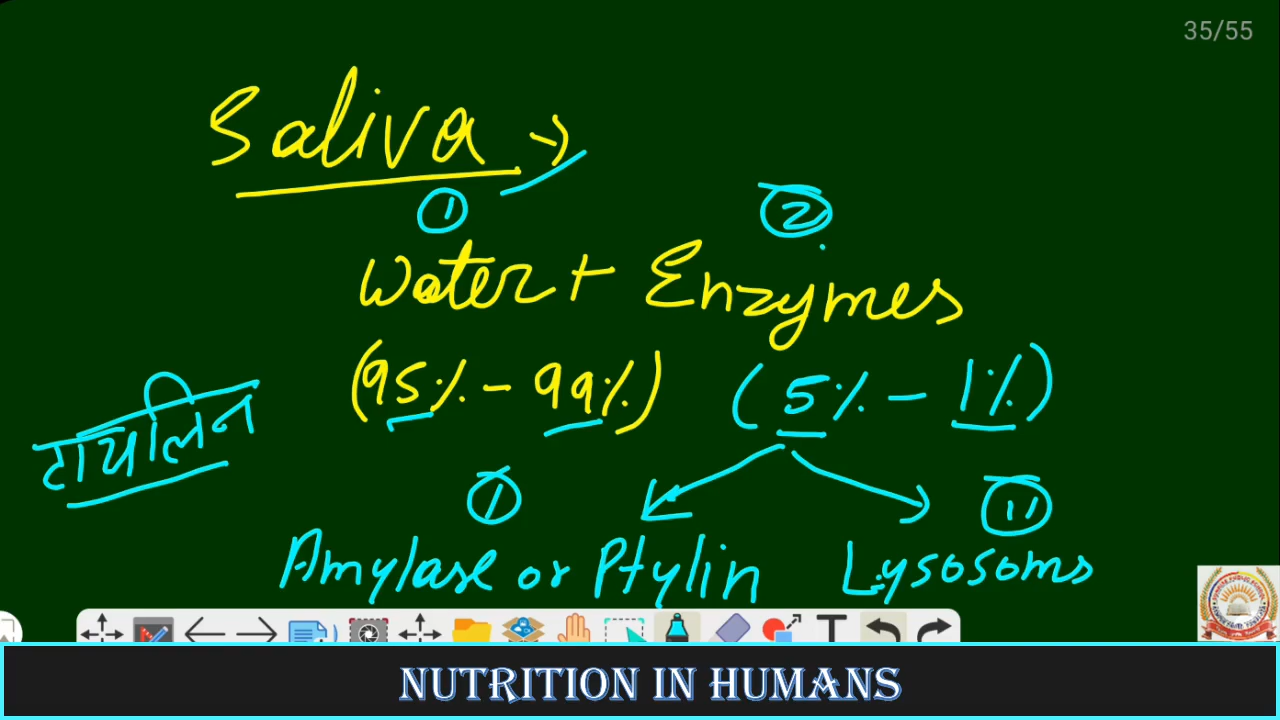 35/55
Saliva →
① ②
Water + Enzymes
(95% - 99%) (5% - 1%)
टायलिन
① ⑪
Amylase or Ptylin Lysosoms
T
NUTRITION IN HUMANS